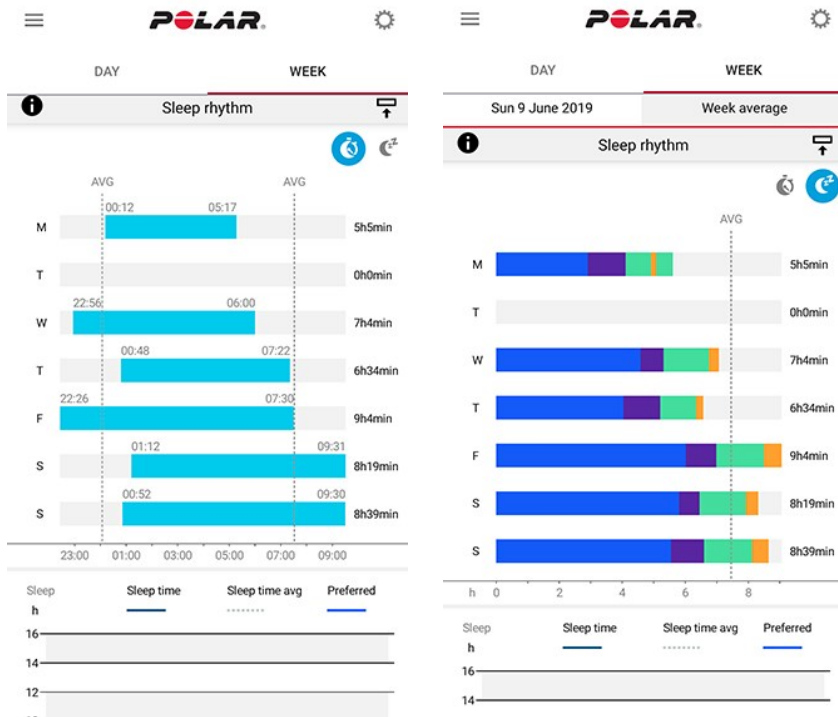 POLAR.
DAY WEEK
i Sleep rhythm
AVG AVG
00:12 05:17
M 5h5min
T 0h0min
22:56 06:00
W 7h4min
00:48 07:22
T 6h34min
22:26 07:30
F 9h4min
01:12 09:31
S 8h19min
00:52 09:30
S 8h39min
23:00 01:00 03:00 05:00 07:00 09:00
Sleep Sleep time Sleep time avg Preferred
h
16
14
12
POLAR.
DAY WEEK
Sun 9 June 2019 Week average
i Sleep rhythm
AVG
M 5h5min
T 0h0min
W 7h4min
T 6h34min
F 9h4min
S 8h19min
S 8h39min
h 0 2 4 6 8
Sleep Sleep time Sleep time avg Preferred
h
16
14